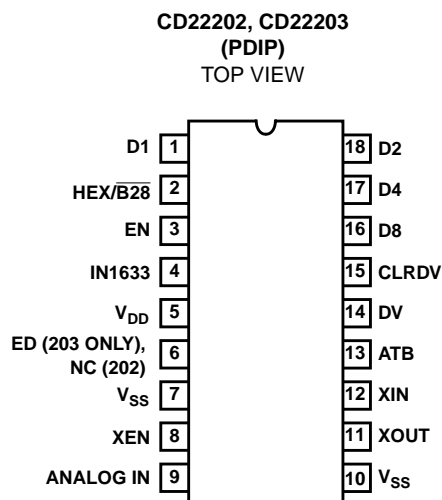 CD22202, CD22203
(PDIP)
TOP VIEW
D1 1 18 D2
HEX/B28 2 17 D4
EN 3 16 D8
IN1633 4 15 CLRDV
VDD 5 14 DV
ED (203 ONLY),
NC (202) 6 13 ATB
VSS 7 12 XIN
XEN 8 11 XOUT
ANALOG IN 9 10 VSS